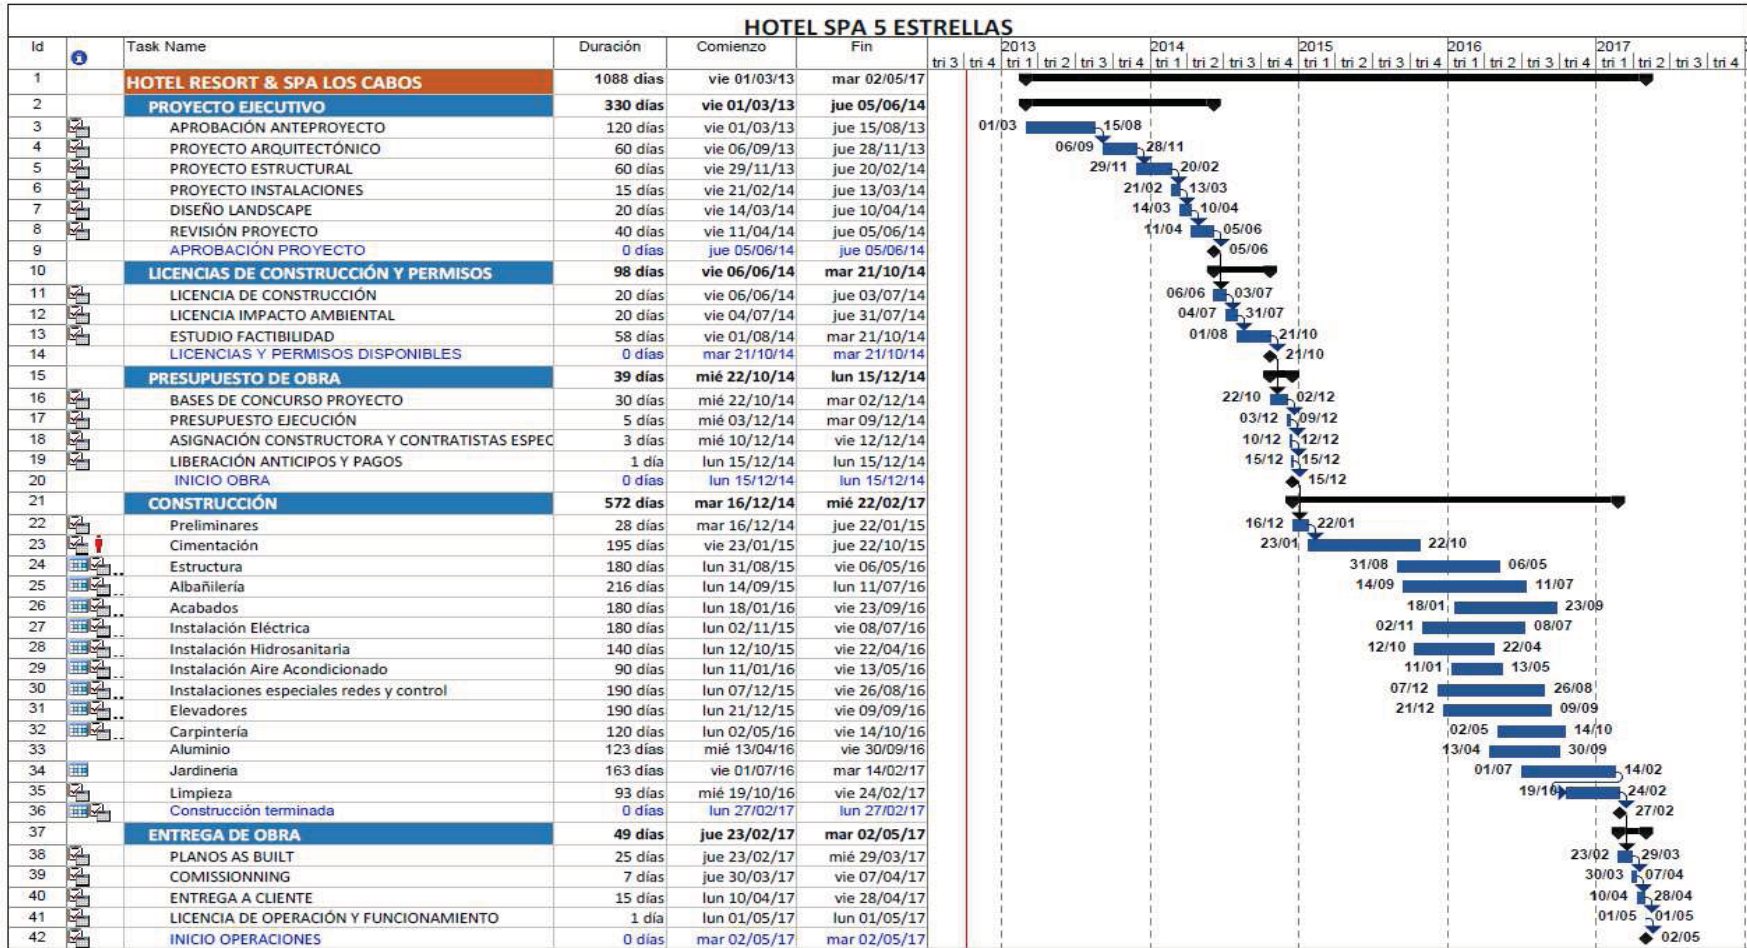 HOTEL SPA 5 ESTRELLAS
Id Task Name Duración Comienzo Fin 2013 2014 2015 2016 2017
tri 3 tri 4 tri 1 tri 2 tri 3 tri 4 tri 1 tri 2 tri 3 tri 4 tri 1 tri 2 tri 3 tri 4 tri 1 tri 2 tri 3 tri 4 tri 1 tri 2 tri 3 tri 4
1 HOTEL RESORT & SPA LOS CABOS 1088 días vie 01/03/13 mar 02/05/17
2 PROYECTO EJECUTIVO 330 días vie 01/03/13 jue 05/06/14
3 APROBACIÓN ANTEPROYECTO 120 días vie 01/03/13 jue 15/08/13 01/03 15/08
4 PROYECTO ARQUITECTÓNICO 60 días vie 06/09/13 jue 28/11/13 06/09 28/11
5 PROYECTO ESTRUCTURAL 60 días vie 29/11/13 jue 20/02/14 29/11 20/02
6 PROYECTO INSTALACIONES 15 días vie 21/02/14 jue 13/03/14 21/02 13/03
7 DISEÑO LANDSCAPE 20 días vie 14/03/14 jue 10/04/14 14/03 10/04
8 REVISIÓN PROYECTO 40 días vie 11/04/14 jue 05/06/14 11/04 05/06
9 APROBACIÓN PROYECTO 0 días jue 05/06/14 jue 05/06/14 05/06
10 LICENCIAS DE CONSTRUCCIÓN Y PERMISOS 98 días vie 06/06/14 mar 21/10/14
11 LICENCIA DE CONSTRUCCIÓN 20 días vie 06/06/14 jue 03/07/14 06/06 03/07
12 LICENCIA IMPACTO AMBIENTAL 20 días vie 04/07/14 jue 31/07/14 04/07 31/07
13 ESTUDIO FACTIBILIDAD 58 días vie 01/08/14 mar 21/10/14 01/08 21/10
14 LICENCIAS Y PERMISOS DISPONIBLES 0 días mar 21/10/14 mar 21/10/14 21/10
15 PRESUPUESTO DE OBRA 39 días mié 22/10/14 lun 15/12/14
16 BASES DE CONCURSO PROYECTO 30 días mié 22/10/14 mar 02/12/14 22/10 02/12
17 PRESUPUESTO EJECUCIÓN 5 días mié 03/12/14 mar 09/12/14 03/12 09/12
18 ASIGNACIÓN CONSTRUCTORA Y CONTRATISTAS ESPEC 3 días mié 10/12/14 vie 12/12/14 10/12 12/12
19 LIBERACIÓN ANTICIPOS Y PAGOS 1 día lun 15/12/14 lun 15/12/14 15/12 15/12
20 INICIO OBRA 0 días lun 15/12/14 lun 15/12/14 15/12
21 CONSTRUCCIÓN 572 días mar 16/12/14 mié 22/02/17
22 Preliminares 28 días mar 16/12/14 jue 22/01/15 16/12 22/01
23 Cimentación 195 días vie 23/01/15 jue 22/10/15 23/01 22/10
24 Estructura 180 días lun 31/08/15 vie 06/05/16 31/08 06/05
25 Albañilería 216 días lun 14/09/15 lun 11/07/16 14/09 11/07
26 Acabados 180 días lun 18/01/16 vie 23/09/16 18/01 23/09
27 Instalación Eléctrica 180 días lun 02/11/15 vie 08/07/16 02/11 08/07
28 Instalación Hidrosanitaria 140 días lun 12/10/15 vie 22/04/16 12/10 22/04
29 Instalación Aire Acondicionado 90 días lun 11/01/16 vie 13/05/16 11/01 13/05
30 Instalaciones especiales redes y control 190 días lun 07/12/15 vie 26/08/16 07/12 26/08
31 Elevadores 190 días lun 21/12/15 vie 09/09/16 21/12 09/09
32 Carpintería 120 días lun 02/05/16 vie 14/10/16 02/05 14/10
33 Aluminio 123 días mié 13/04/16 vie 30/09/16 13/04 30/09
34 Jardineria 163 días vie 01/07/16 mar 14/02/17 01/07 14/02
35 Limpieza 93 días mié 19/10/16 vie 24/02/17 19/10 24/02
36 Construcción terminada 0 días lun 27/02/17 lun 27/02/17 27/02
37 ENTREGA DE OBRA 49 días jue 23/02/17 mar 02/05/17
38 PLANOS AS BUILT 25 días jue 23/02/17 mié 29/03/17 23/02 29/03
39 COMISSIONNING 7 días jue 30/03/17 vie 07/04/17 30/03 07/04
40 ENTREGA A CLIENTE 15 días lun 10/04/17 vie 28/04/17 10/04 28/04
41 LICENCIA DE OPERACIÓN Y FUNCIONAMIENTO 1 día lun 01/05/17 lun 01/05/17 01/05 01/05
42 INICIO OPERACIONES 0 días mar 02/05/17 mar 02/05/17 02/05